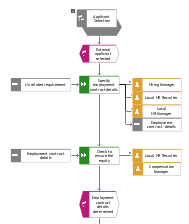 Applicant
Selection
External
applicant
selected
Un-related requirement
Specify
employment
contract details
Hiring Manager
Local HR Recruiter
Local
HR Manager
Employment
contract details
Employment contract
details
Check to
ensure the
equity
Local HR Recruiter
Compensation
Manager
Employment
contract
details
determined